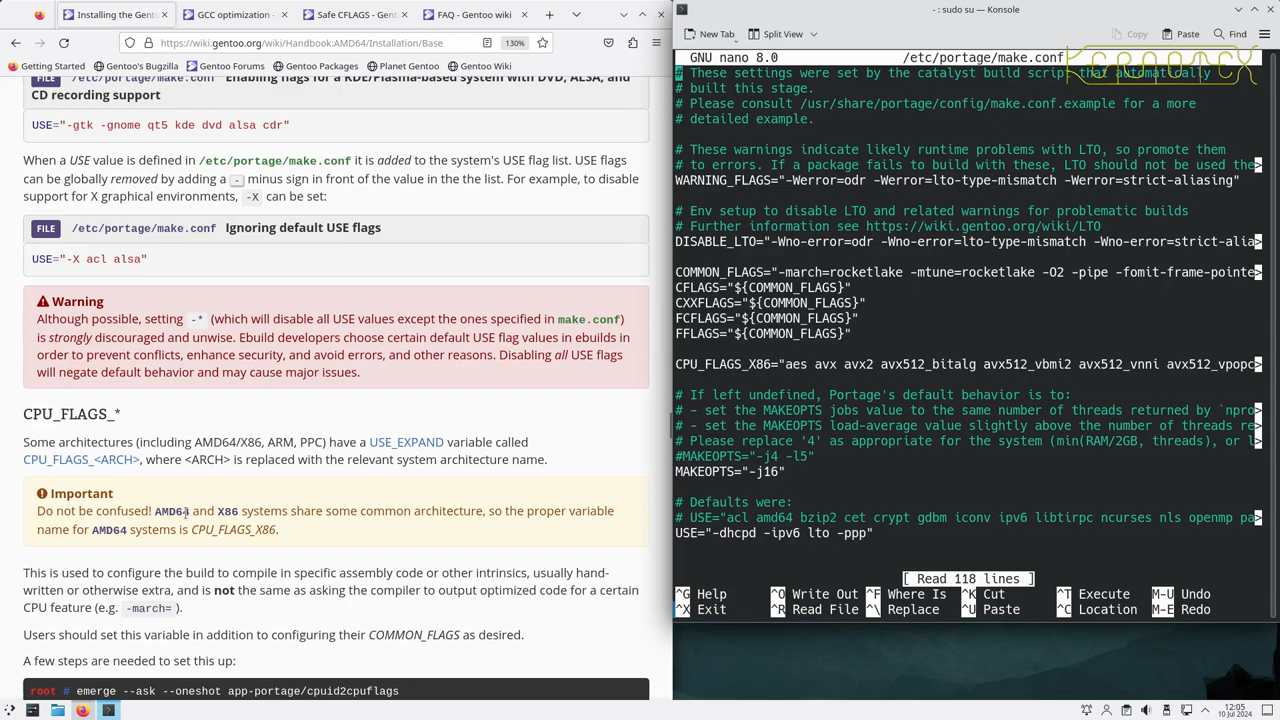 Installing the Gento
GCC optimization -
Safe CFLAGS - Gent
FAQ - Gentoo wiki
https://wiki.gentoo.org/wiki/Handbook:AMD64/Installation/Base
130%
Getting Started
Gentoo's Bugzilla
Gentoo Forums
Gentoo Packages
Planet Gentoo
Gentoo Wiki
FILE /etc/portage/make.conf Enabling flags for a KDE/Plasma-based system with DVD, ALSA, and
CD recording support
USE="-gtk -gnome qt5 kde dvd alsa cdr"
When a USE value is defined in /etc/portage/make.conf it is added to the system's USE flag list. USE flags
can be globally removed by adding a - minus sign in front of the value in the the list. For example, to disable
support for X graphical environments, -X can be set:
FILE /etc/portage/make.conf Ignoring default USE flags
USE="-X acl alsa"
Warning
Although possible, setting -* (which will disable all USE values except the ones specified in make.conf)
is strongly discouraged and unwise. Ebuild developers choose certain default USE flag values in ebuilds in
order to prevent conflicts, enhance security, and avoid errors, and other reasons. Disabling all USE flags
will negate default behavior and may cause major issues.
CPU_FLAGS_*
Some architectures (including AMD64/X86, ARM, PPC) have a USE_EXPAND variable called
CPU_FLAGS_<ARCH>, where <ARCH> is replaced with the relevant system architecture name.
Important
Do not be confused! AMD64 and X86 systems share some common architecture, so the proper variable
name for AMD64 systems is CPU_FLAGS_X86.
This is used to configure the build to compile in specific assembly code or other intrinsics, usually hand-
written or otherwise extra, and is not the same as asking the compiler to output optimized code for a certain
CPU feature (e.g. -march= ).
Users should set this variable in addition to configuring their COMMON_FLAGS as desired.
A few steps are needed to set this up:
root # emerge --ask --oneshot app-portage/cpuid2cpuflags
- : sudo su — Konsole
New Tab
Split View
Copy
Paste
Find
GNU nano 8.0 /etc/portage/make.conf
# These settings were set by the catalyst build script that automatically
# built this stage.
# Please consult /usr/share/portage/config/make.conf.example for a more
# detailed example.
# These warnings indicate likely runtime problems with LTO, so promote them
# to errors. If a package fails to build with these, LTO should not be used the>
WARNING_FLAGS="-Werror=odr -Werror=lto-type-mismatch -Werror=strict-aliasing"
# Env setup to disable LTO and related warnings for problematic builds
# Further information see https://wiki.gentoo.org/wiki/LTO
DISABLE_LTO="-Wno-error=odr -Wno-error=lto-type-mismatch -Wno-error=strict-alia>
COMMON_FLAGS="-march=rocketlake -mtune=rocketlake -O2 -pipe -fomit-frame-pointe>
CFLAGS="${COMMON_FLAGS}"
CXXFLAGS="${COMMON_FLAGS}"
FCFLAGS="${COMMON_FLAGS}"
FFLAGS="${COMMON_FLAGS}"
CPU_FLAGS_X86="aes avx avx2 avx512_bitalg avx512_vbmi2 avx512_vnni avx512_vpopc>
# If left undefined, Portage's default behavior is to:
# - set the MAKEOPTS jobs value to the same number of threads returned by `npro>
# - set the MAKEOPTS load-average value slightly above the number of threads re>
# Please replace '4' as appropriate for the system (min(RAM/2GB, threads), or l>
#MAKEOPTS="-j4 -l5"
MAKEOPTS="-j16"
# Defaults were:
# USE="acl amd64 bzip2 cet crypt gdbm iconv ipv6 libtirpc ncurses nls openmp pa>
USE="-dhcpd -ipv6 lto -ppp"
[ Read 118 lines ]
^G Help ^O Write Out ^F Where Is ^K Cut ^T Execute M-U Undo
^X Exit ^R Read File ^\ Replace ^U Paste ^C Location M-E Redo
12:05
10 Jul 2024